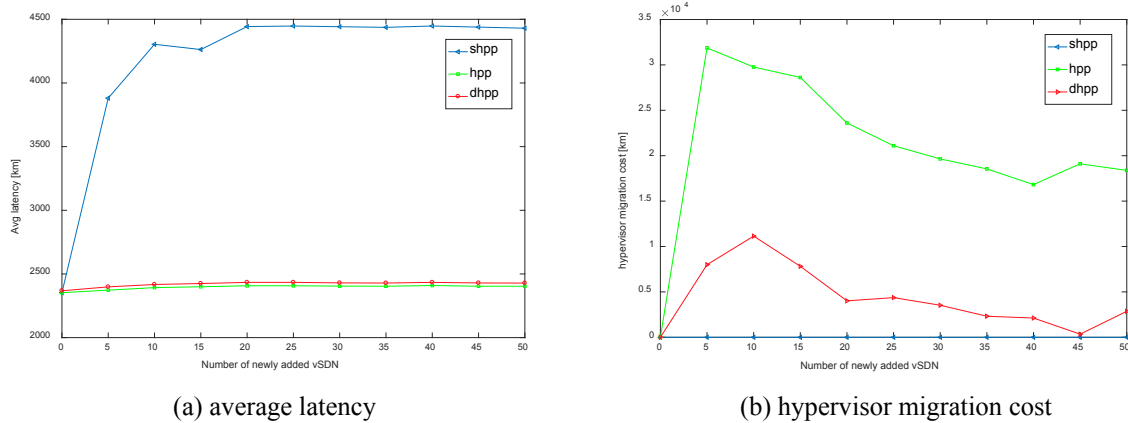 4500
4000
3500
3000
2500
2000
Avg latency [km]
0 5 10 15 20 25 30 35 40 45 50
Number of newly added vSDN
shpp
hpp
dhpp
(a) average latency
x 10 4
3.5
3
2.5
2
1.5
1
0.5
0
hypervisor migration cost [km]
0 5 10 15 20 25 30 35 40 45 50
Number of newly added vSDN
shpp
hpp
dhpp
(b) hypervisor migration cost